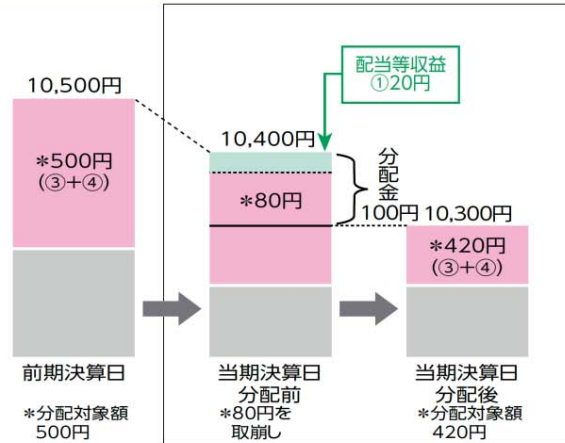 10,500円
*500円
(③+④)
前期決算日
*分配対象額
500円
配当等収益
①20円
10,400円
*80円
分配金
100円
当期決算日
分配前
*80円を
取崩し
10,300円
*420円
(③+④)
当期決算日
分配後
*分配対象額
420円